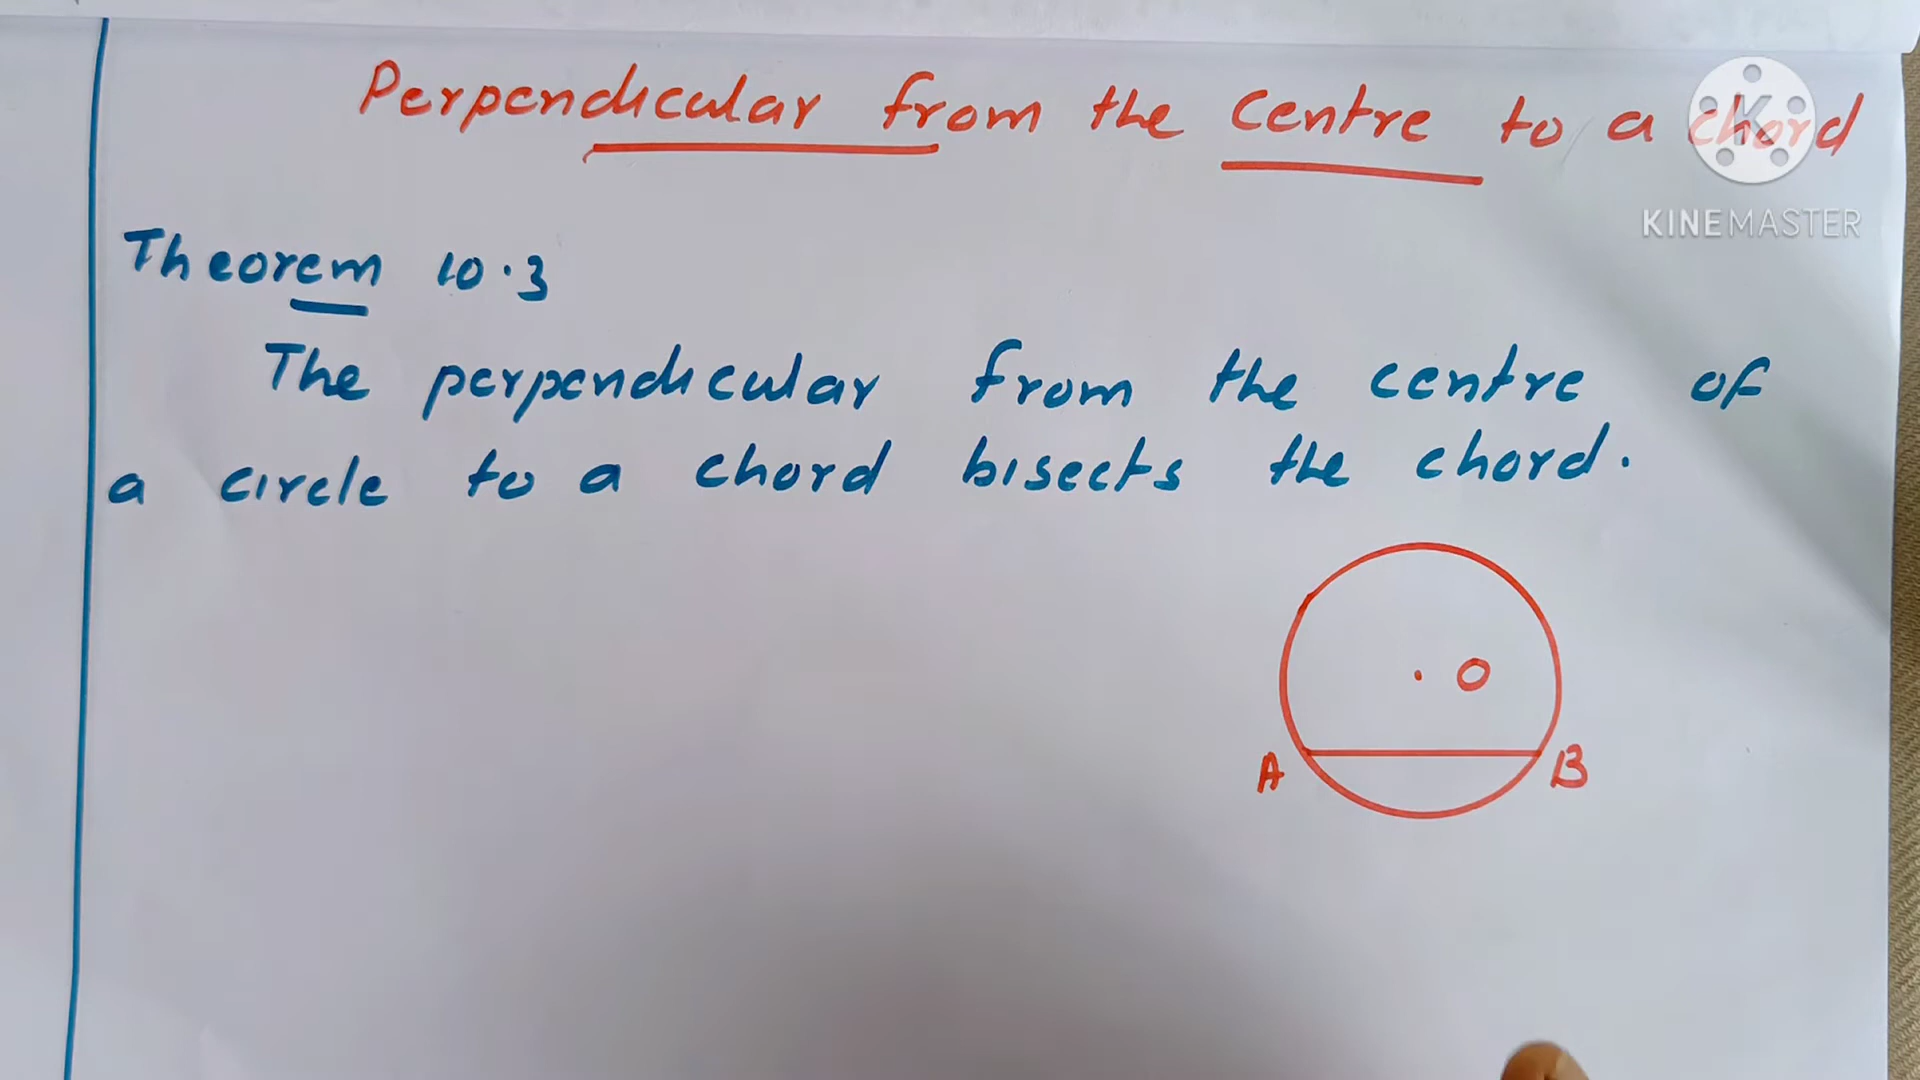 Perpendicular from the Centre to a chord
KINEMASTER
Theorem 10.3
The perpendicular from the centre of
a circle to a chord bisects the chord.
O
A B